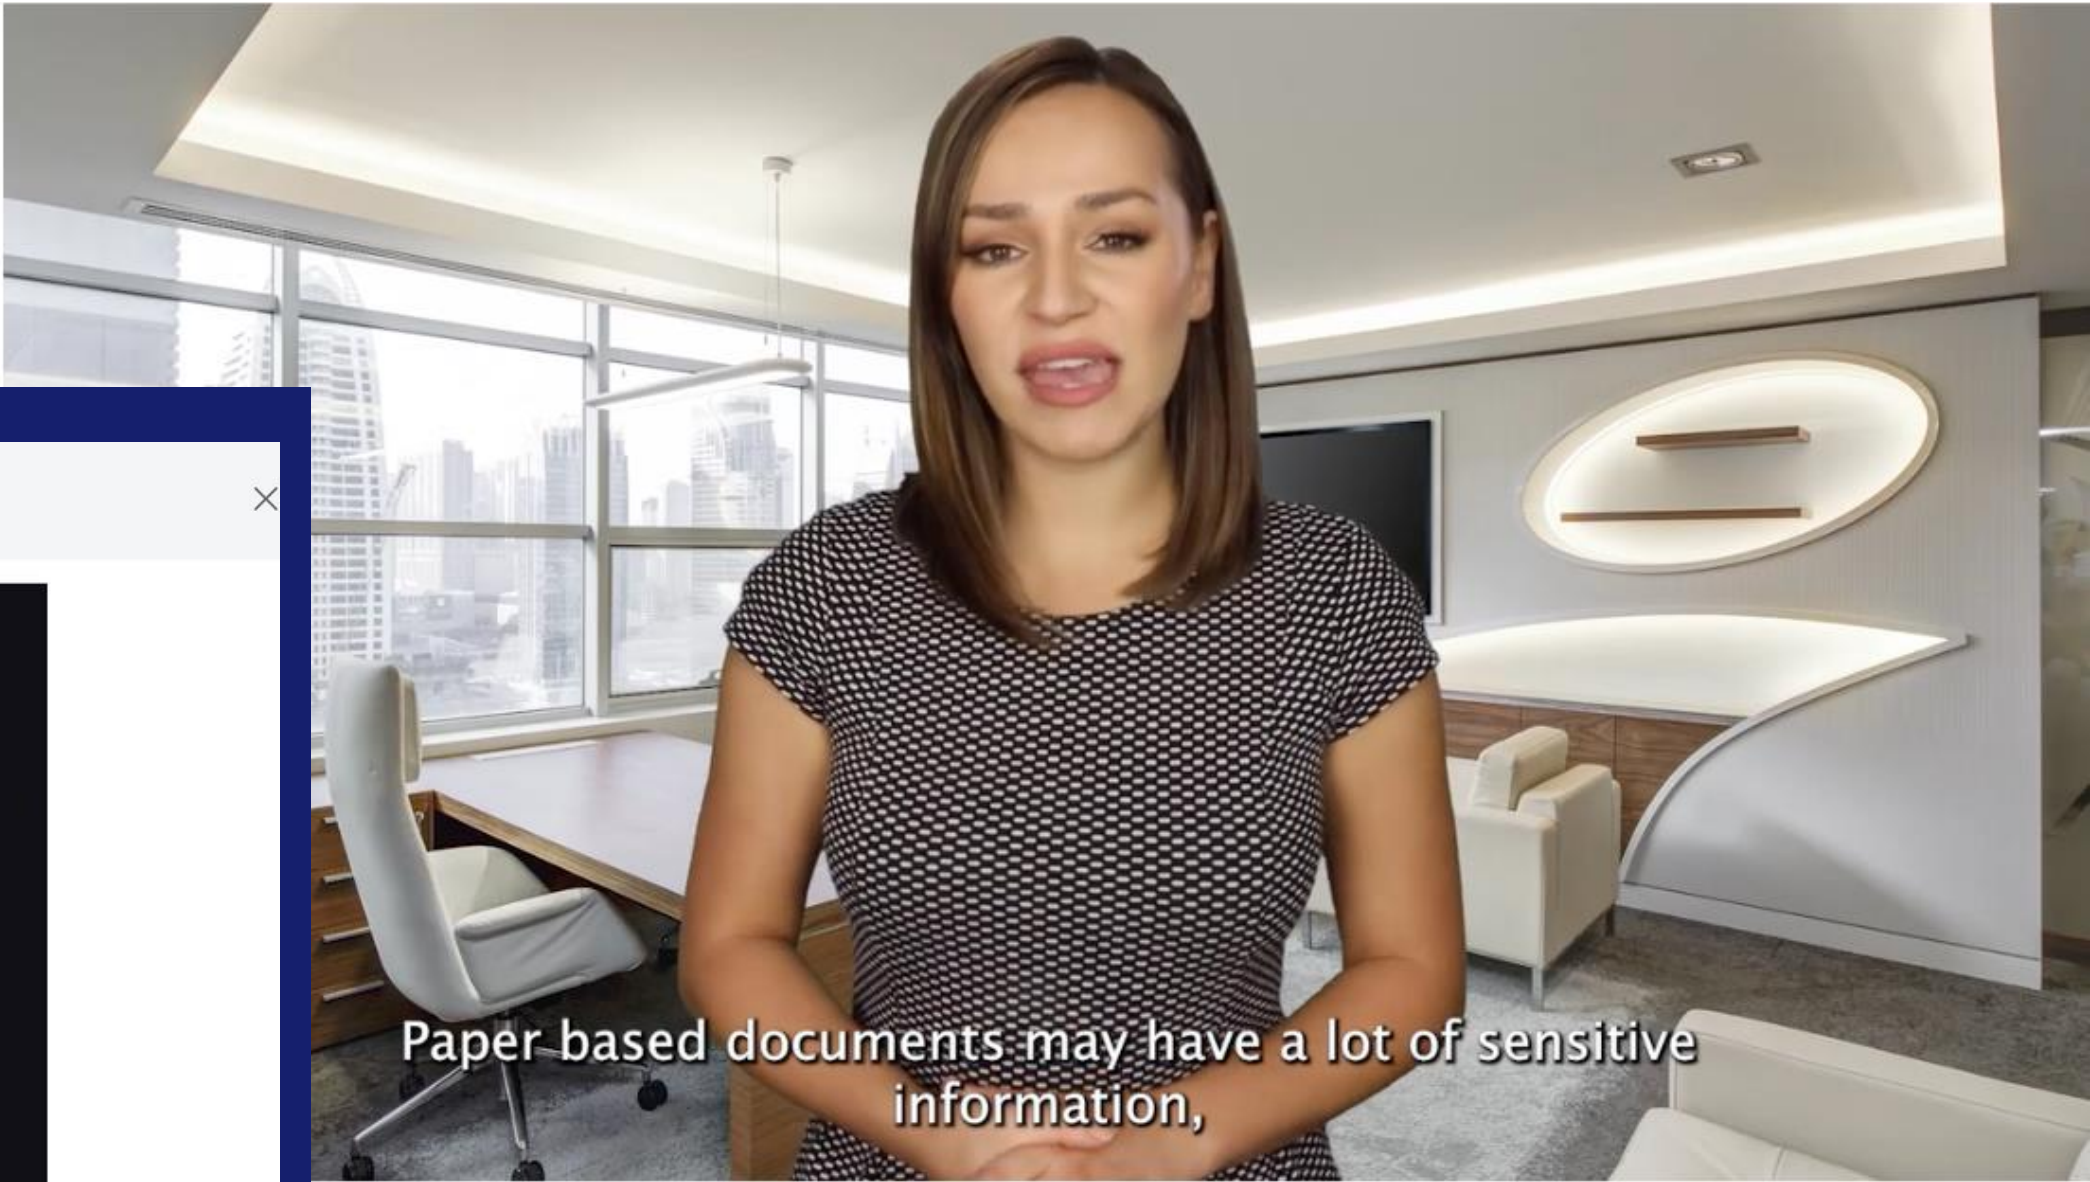 Paper based documents may have a lot of sensitive
information,